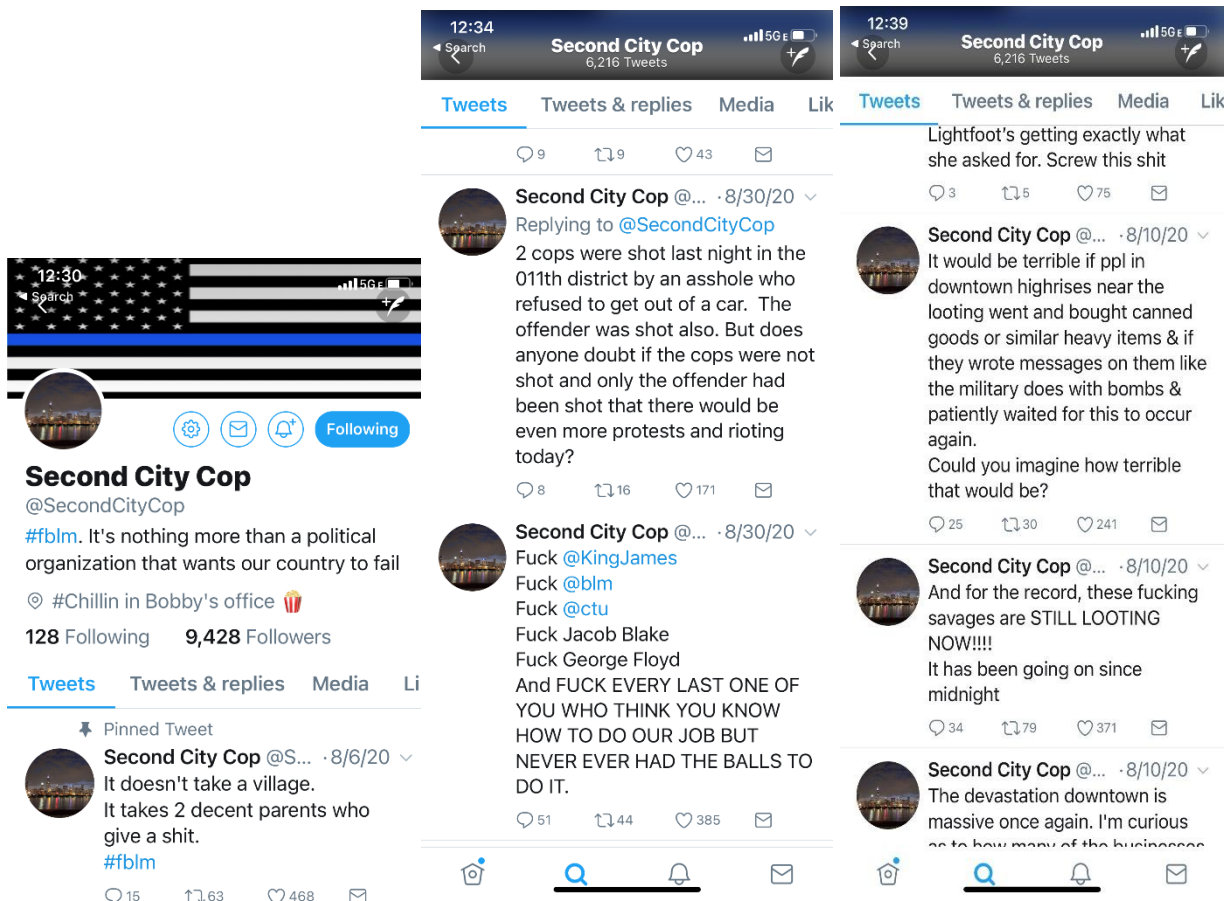 12:30
5G E
Search
Following
Second City Cop
@SecondCityCop
#fblm. It's nothing more than a political
organization that wants our country to fail
#Chillin in Bobby's office 🍿
128 Following 9,428 Followers
Tweets Tweets & replies Media Li
Pinned Tweet
Second City Cop @S... · 8/6/20
It doesn't take a village.
It takes 2 decent parents who
give a shit.
#fblm
15 63 468
12:34
5G E
Search
Second City Cop
6,216 Tweets
Tweets Tweets & replies Media Lik
9 9 43
Second City Cop @... · 8/30/20
Replying to @SecondCityCop
2 cops were shot last night in the
011th district by an asshole who
refused to get out of a car. The
offender was shot also. But does
anyone doubt if the cops were not
shot and only the offender had
been shot that there would be
even more protests and rioting
today?
8 16 171
Second City Cop @... · 8/30/20
Fuck @KingJames
Fuck @blm
Fuck @ctu
Fuck Jacob Blake
Fuck George Floyd
And FUCK EVERY LAST ONE OF
YOU WHO THINK YOU KNOW
HOW TO DO OUR JOB BUT
NEVER EVER HAD THE BALLS TO
DO IT.
51 44 385
12:39
5G E
Search
Second City Cop
6,216 Tweets
Tweets Tweets & replies Media Lik
Lightfoot's getting exactly what
she asked for. Screw this shit
3 5 75
Second City Cop @... · 8/10/20
It would be terrible if ppl in
downtown highrises near the
looting went and bought canned
goods or similar heavy items & if
they wrote messages on them like
the military does with bombs &
patiently waited for this to occur
again.
Could you imagine how terrible
that would be?
25 30 241
Second City Cop @... · 8/10/20
And for the record, these fucking
savages are STILL LOOTING
NOW!!!!
It has been going on since
midnight
34 79 371
Second City Cop @... · 8/10/20
The devastation downtown is
massive once again. I'm curious
as to how many of the businesses